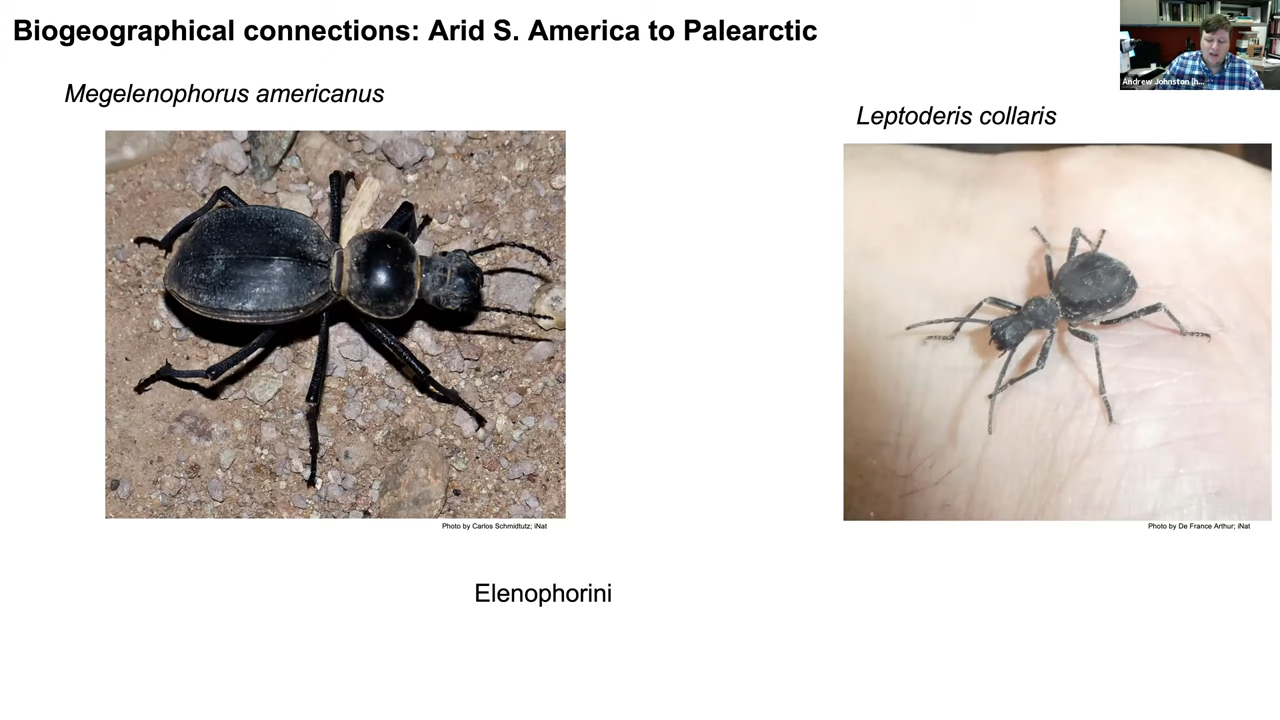 Biogeographical connections: Arid S. America to Palearctic
Andrew Johnston (h...
Megelenophorus americanus
Leptoderis collaris
Photo by Carlos Schmidtutz; iNat
Photo by De France Arthur; iNat
Elenophorini